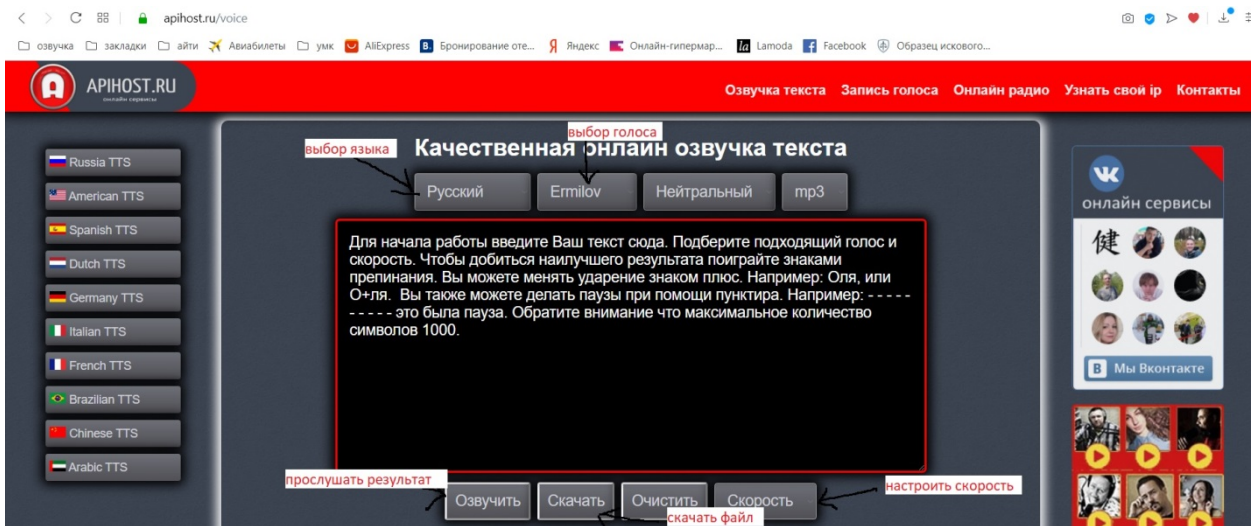 apihost.ru/voice
озвучка закладки айти Авиабилеты умк AliExpress B. Бронирование оте... Я Яндекс Онлайн-гипермар... la Lamoda f Facebook Образец искового...
APIHOST.RU
онлайн сервисы
Озвучка текста Запись голоса Онлайн радио Узнать свой ip Контакты
Russia TTS
American TTS
Spanish TTS
Dutch TTS
Germany TTS
Italian TTS
French TTS
Brazilian TTS
Chinese TTS
Arabic TTS
выбор голоса
выбор языка
Качественная онлайн озвучка текста
Русский Ermilov Нейтральный mp3
Для начала работы введите Ваш текст сюда. Подберите подходящий голос и
скорость. Чтобы добиться наилучшего результата поиграйте знаками
препинания. Вы можете менять ударение знаком плюс. Например: Оля, или
О+ля. Вы также можете делать паузы при помощи пунктира. Например: - - - - -
- - - - - это была пауза. Обратите внимание что максимальное количество
символов 1000.
прослушать результат
настроить скорость
Озвучить Скачать Очистить Скорость
скачать файл
онлайн сервисы
健
В Мы Вконтакте